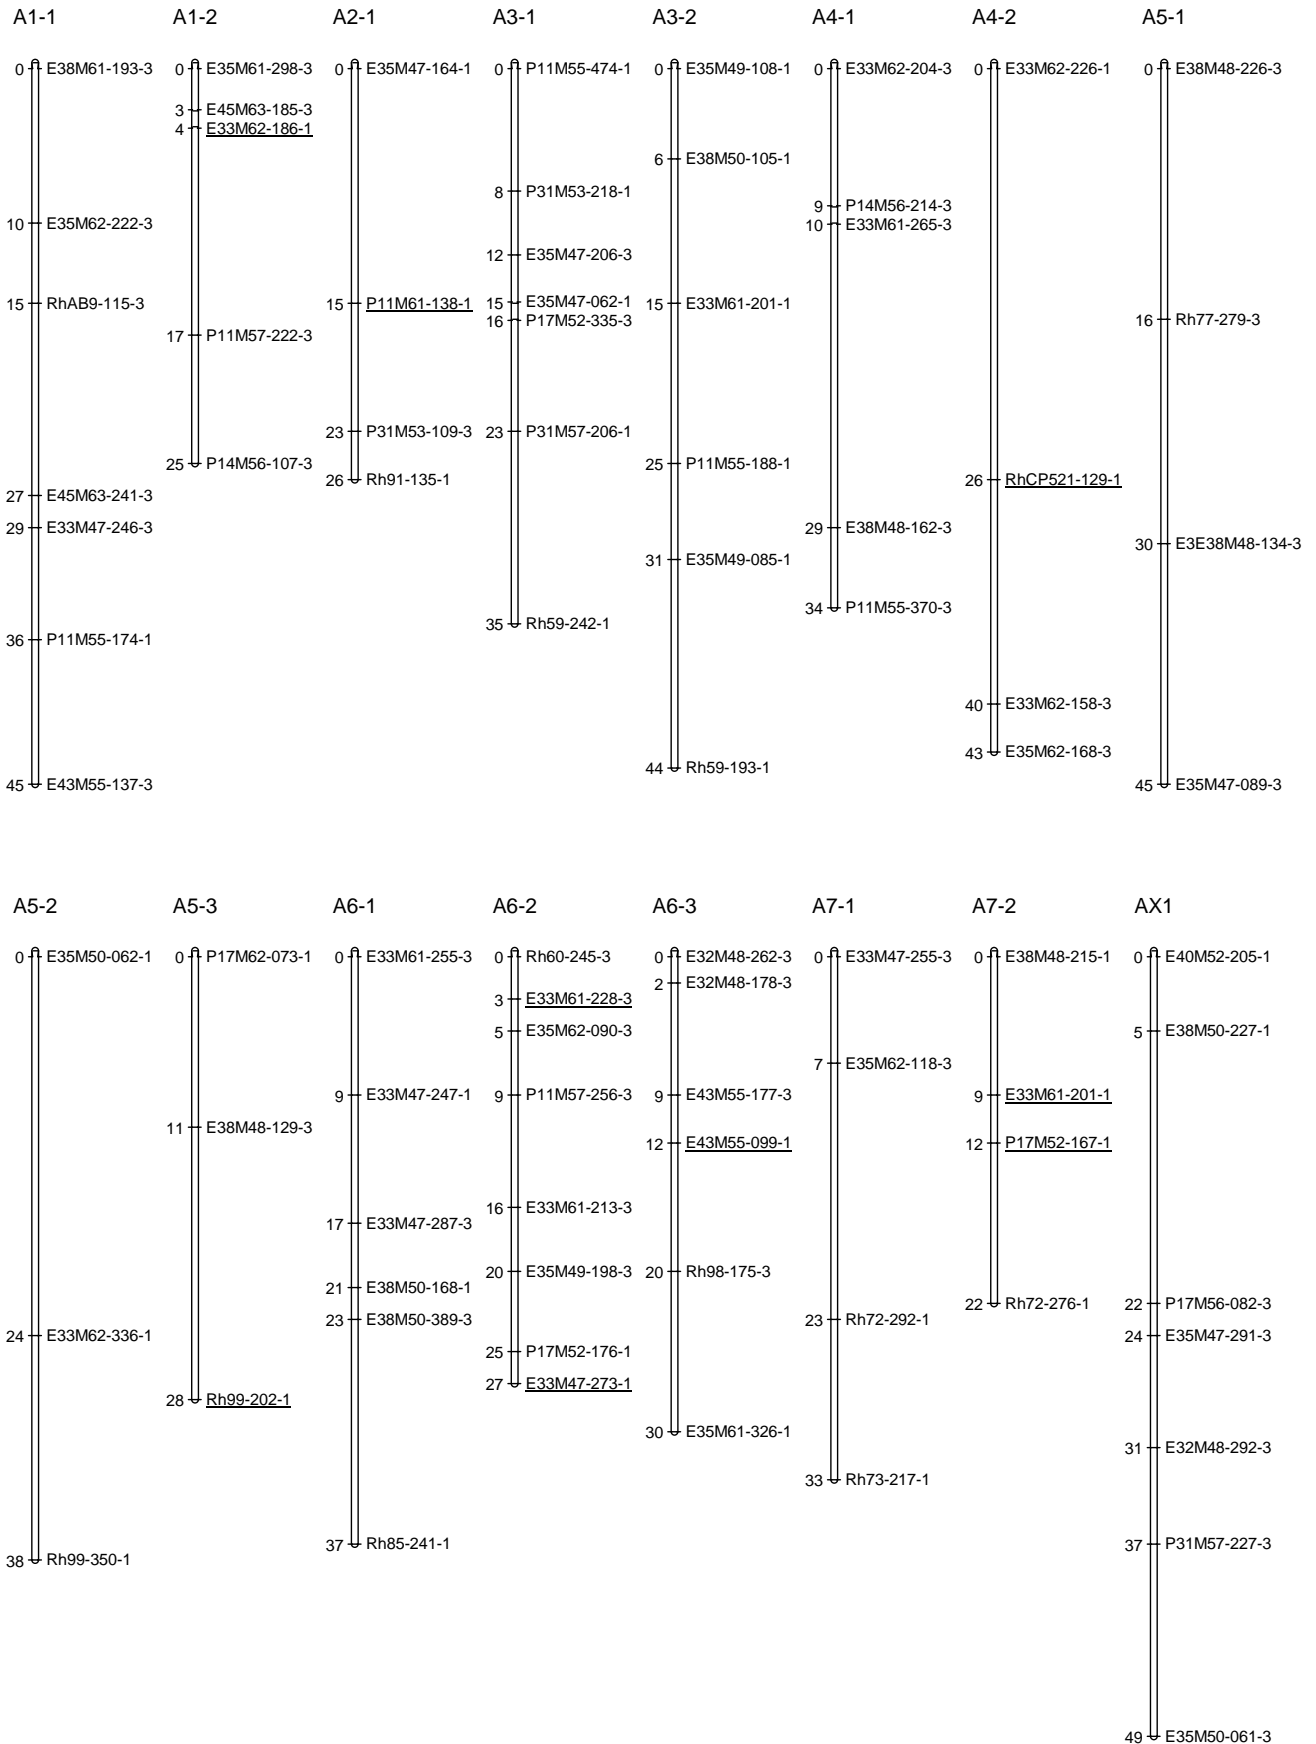 A1-1
0 E38M61-193-3
10 E35M62-222-3
15 RhAB9-115-3
27 E45M63-241-3
29 E33M47-246-3
36 P11M55-174-1
45 E43M55-137-3
A1-2
0 E35M61-298-3
3 E45M63-185-3
4 E33M62-186-1
17 P11M57-222-3
25 P14M56-107-3
A2-1
0 E35M47-164-1
15 P11M61-138-1
23 P31M53-109-3
26 Rh91-135-1
A3-1
0 P11M55-474-1
8 P31M53-218-1
12 E35M47-206-3
15 E35M47-062-1
16 P17M52-335-3
23 P31M57-206-1
35 Rh59-242-1
A3-2
0 E35M49-108-1
6 E38M50-105-1
15 E33M61-201-1
25 P11M55-188-1
31 E35M49-085-1
44 Rh59-193-1
A4-1
0 E33M62-204-3
9 P14M56-214-3
10 E33M61-265-3
29 E38M48-162-3
34 P11M55-370-3
A4-2
0 E33M62-226-1
26 RhCP521-129-1
40 E33M62-158-3
43 E35M62-168-3
A5-1
0 E38M48-226-3
16 Rh77-279-3
30 E3E38M48-134-3
45 E35M47-089-3
A5-2
0 E35M50-062-1
24 E33M62-336-1
38 Rh99-350-1
A5-3
0 P17M62-073-1
11 E38M48-129-3
28 Rh99-202-1
A6-1
0 E33M61-255-3
9 E33M47-247-1
17 E33M47-287-3
21 E38M50-168-1
23 E38M50-389-3
37 Rh85-241-1
A6-2
0 Rh60-245-3
3 E33M61-228-3
5 E35M62-090-3
9 P11M57-256-3
16 E33M61-213-3
20 E35M49-198-3
25 P17M52-176-1
27 E33M47-273-1
A6-3
0 E32M48-262-3
2 E32M48-178-3
9 E43M55-177-3
12 E43M55-099-1
20 Rh98-175-3
30 E35M61-326-1
A7-1
0 E33M47-255-3
7 E35M62-118-3
23 Rh72-292-1
33 Rh73-217-1
A7-2
0 E38M48-215-1
9 E33M61-201-1
12 P17M52-167-1
22 Rh72-276-1
AX1
0 E40M52-205-1
5 E38M50-227-1
22 P17M56-082-3
24 E35M47-291-3
31 E32M48-292-3
37 P31M57-227-3
49 E35M50-061-3